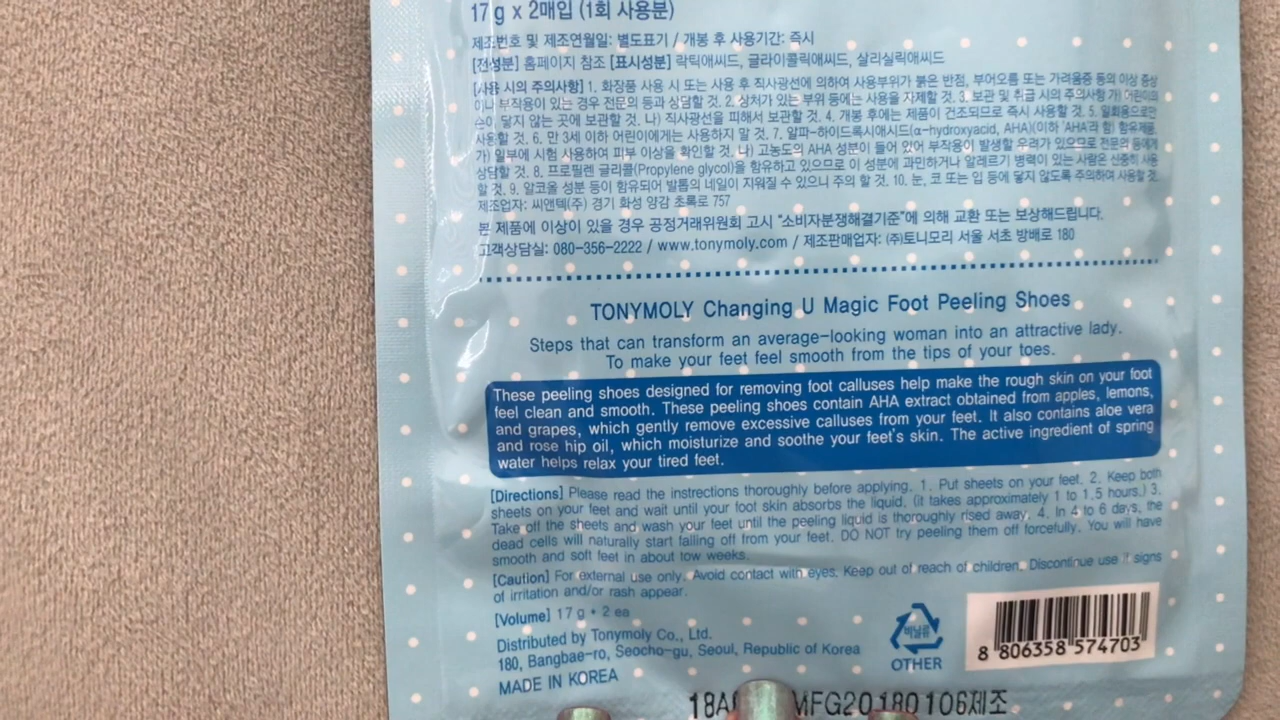 17 g x 2매입 (1회 사용분)
제조번호 및 제조연월일: 별도표기 / 개봉 후 사용기간: 즉시
[전성분] 홈페이지 참조 [표시성분] 락틱애씨드, 글라이콜릭애씨드, 살리실릭애씨드
[사용 시의 주의사항] 1. 화장품 사용 시 또는 사용 후 직사광선에 의하여 사용부위가 붉은 반점, 부어오름 또는 가려움증 등의 이상 증상
이나 부작용이 있는 경우 전문의 등과 상담할 것. 2. 상처가 있는 부위 등에는 사용을 자제할 것. 3. 보관 및 취급 시의 주의사항 가) 어린이의
손이 닿지 않는 곳에 보관할 것. 나) 직사광선을 피해서 보관할 것. 4. 개봉 후에는 제품이 건조되므로 즉시 사용할 것. 5. 일회용으로만
사용할 것. 6. 만 3세 이하 어린이에게는 사용하지 말 것. 7. 알파-하이드록시애시드(α-hydroxyacid, AHA)(이하 'AHA'라 함) 함유제품
가) 일부에 시험 사용하여 피부 이상을 확인할 것. 나) 고농도의 AHA 성분이 들어 있어 부작용이 발생할 우려가 있으므로 전문의 등에게
상담할 것. 8. 프로필렌 글리콜(Propylene glycol)을 함유하고 있으므로 이 성분에 과민하거나 알레르기 병력이 있는 사람은 신중히 사용
할 것. 9. 알코올 성분 등이 함유되어 발톱의 네일이 지워질 수 있으니 주의 할 것. 10. 눈, 코 또는 입 등에 닿지 않도록 주의하여 사용할 것.
제조업자: 씨앤텍(주) 경기 화성 양감 초록로 757
본 제품에 이상이 있을 경우 공정거래위원회 고시 "소비자분쟁해결기준"에 의해 교환 또는 보상해드립니다.
고객상담실: 080-356-2222 / www.tonymoly.com / 제조판매업자: (주)토니모리 서울 서초 방배로 180
TONYMOLY Changing U Magic Foot Peeling Shoes
Steps that can transform an average-looking woman into an attractive lady.
To make your feet feel smooth from the tips of your toes.
These peeling shoes designed for removing foot calluses help make the rough skin on your foot
feel clean and smooth. These peeling shoes contain AHA extract obtained from apples, lemons,
and grapes, which gently remove excessive calluses from your feet. It also contains aloe vera
and rose hip oil, which moisturize and soothe your feet's skin. The active ingredient of spring
water helps relax your tired feet.
[Directions] Please read the instrections thoroughly before applying. 1. Put sheets on your feet. 2. Keep both
sheets on your feet and wait until your foot skin absorbs the liquid. (it takes approximately 1 to 1.5 hours.) 3.
Take off the sheets and wash your feet until the peeling liquid is thoroughly rised away. 4. In 4 to 6 days, the
dead cells will naturally start falling off from your feet. DO NOT try peeling them off forcefully. You will have
smooth and soft feet in about tow weeks.
[Caution] For external use only. Avoid contact with eyes. Keep out of reach of children. Discontinue use if signs
of irritation and/or rash appear.
[Volume] 17 g * 2 ea
Distributed by Tonymoly Co., Ltd.
180, Bangbae-ro, Seocho-gu, Seoul, Republic of Korea
MADE IN KOREA
OTHER
8 806358 574703
MFG20180106제조